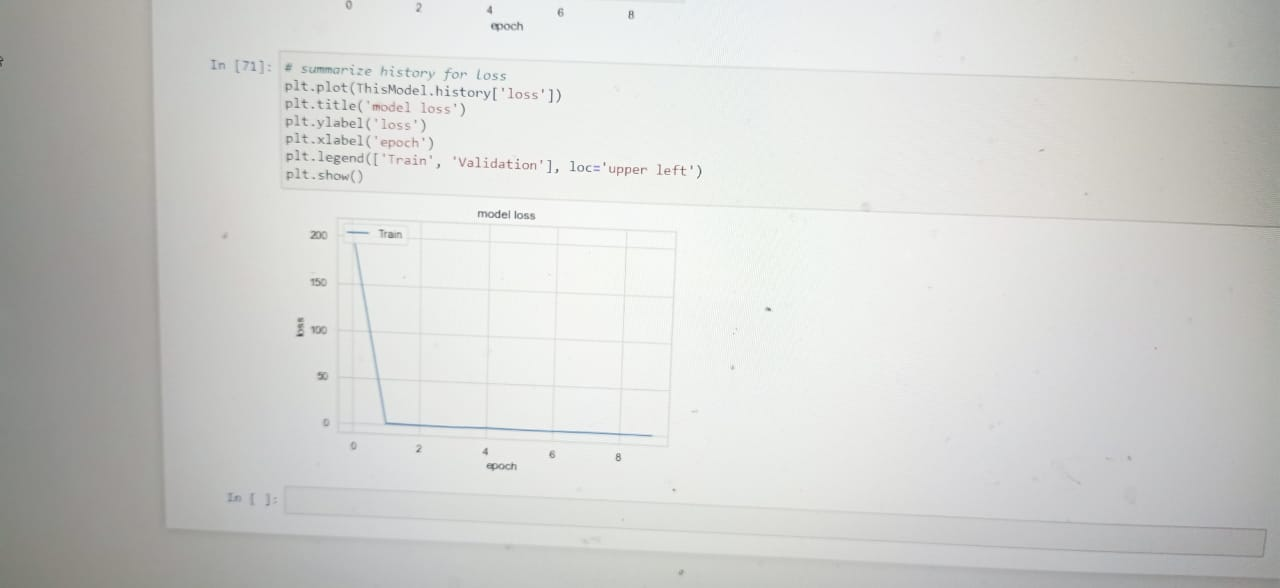 0 2 4 6 8
epoch
In [71]: # summarize history for loss
plt.plot(ThisModel.history['loss'])
plt.title('model loss')
plt.ylabel('loss')
plt.xlabel('epoch')
plt.legend(['Train', 'Validation'], loc='upper left')
plt.show()
model loss
Train
200
150
100
50
0
loss
0 2 4 6 8
epoch
In [ ]: